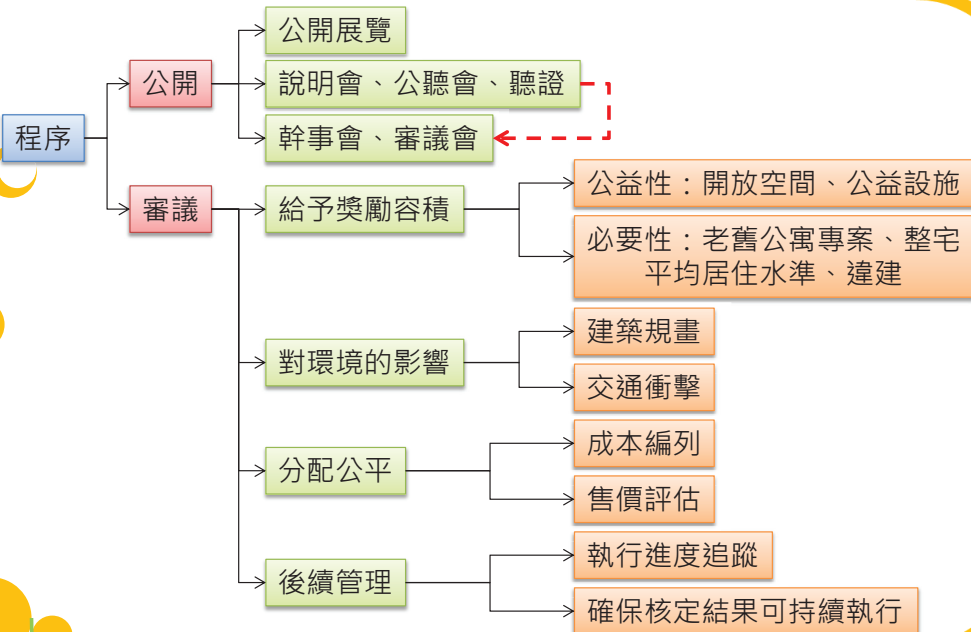 程序
公開
公開展覽
說明會、公聽會、聽證
幹事會、審議會
審議
給予獎勵容積
公益性：開放空間、公益設施
必要性：老舊公寓專案、整宅
平均居住水準、違建
對環境的影響
建築規畫
交通衝擊
分配公平
成本編列
售價評估
後續管理
執行進度追蹤
確保核定結果可持續執行